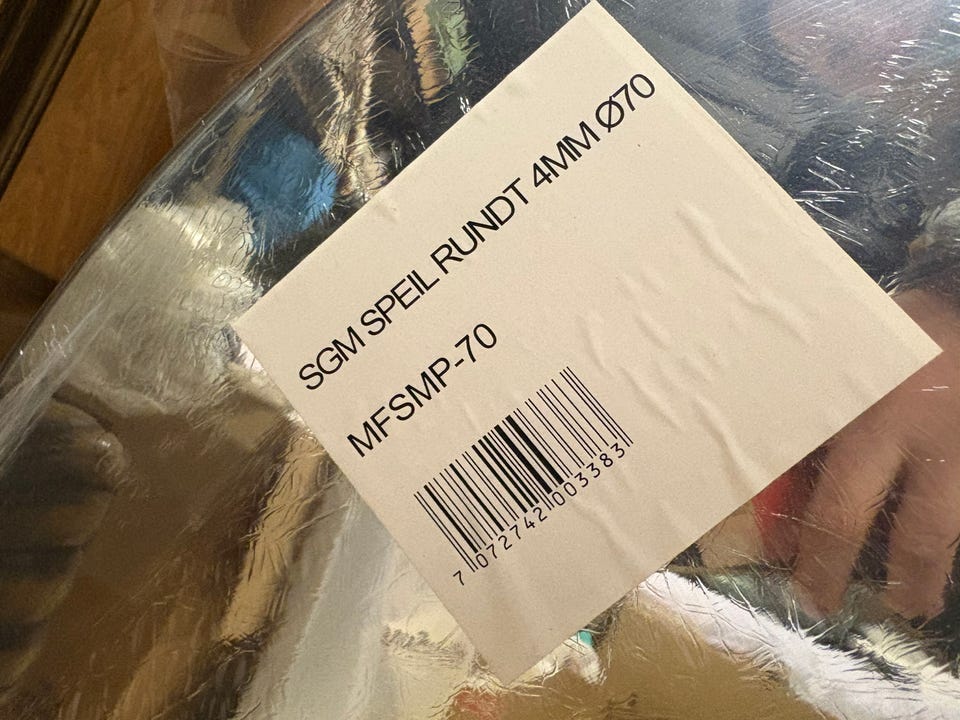 SGM SPEIL RUNDT 4MM Ø70
MFSMP-70
7 072742 003383